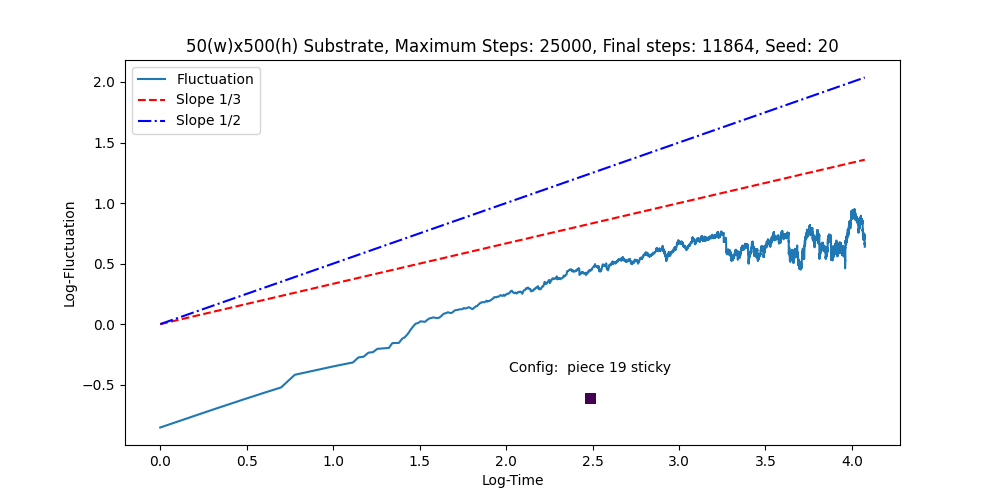 50(w)x500(h) Substrate, Maximum Steps: 25000, Final steps: 11864, Seed: 20
Fluctuation
Slope 1/3
Slope 1/2
2.0
1.5
1.0
0.5
0.0
−0.5
Log-Fluctuation
Config:  piece 19 sticky
0.0 0.5 1.0 1.5 2.0 2.5 3.0 3.5 4.0
Log-Time